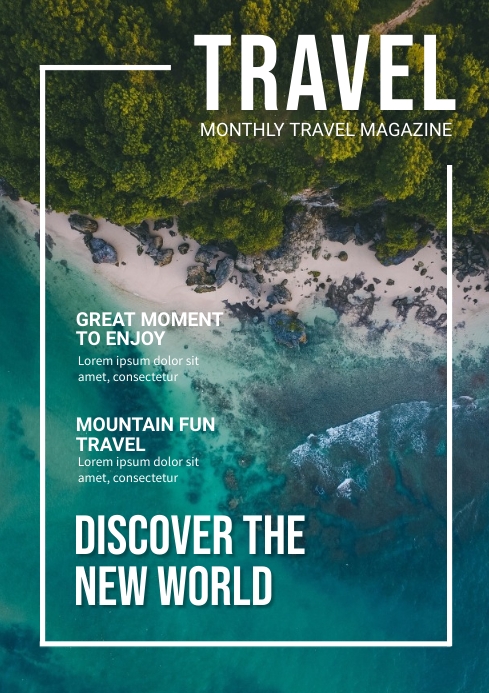 TRAVEL
MONTHLY TRAVEL MAGAZINE
GREAT MOMENT
TO ENJOY
Lorem ipsum dolor sit
amet, consectetur
MOUNTAIN FUN
TRAVEL
Lorem ipsum dolor sit
amet, consectetur
DISCOVER THE
NEW WORLD